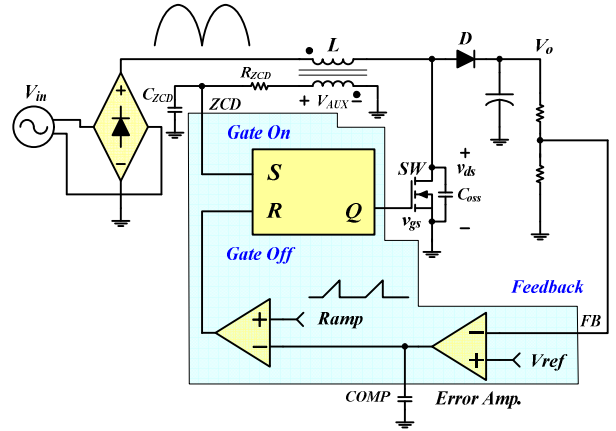 L
D
Vo
Vin
CZCD
RZCD
ZCD
+ VAUX −
Gate On
S
R
Q
SW
vgs
+
vds
−
Coss
+
−
Gate Off
Feedback
Ramp
+
−
FB
−
+
Vref
COMP
Error Amp.